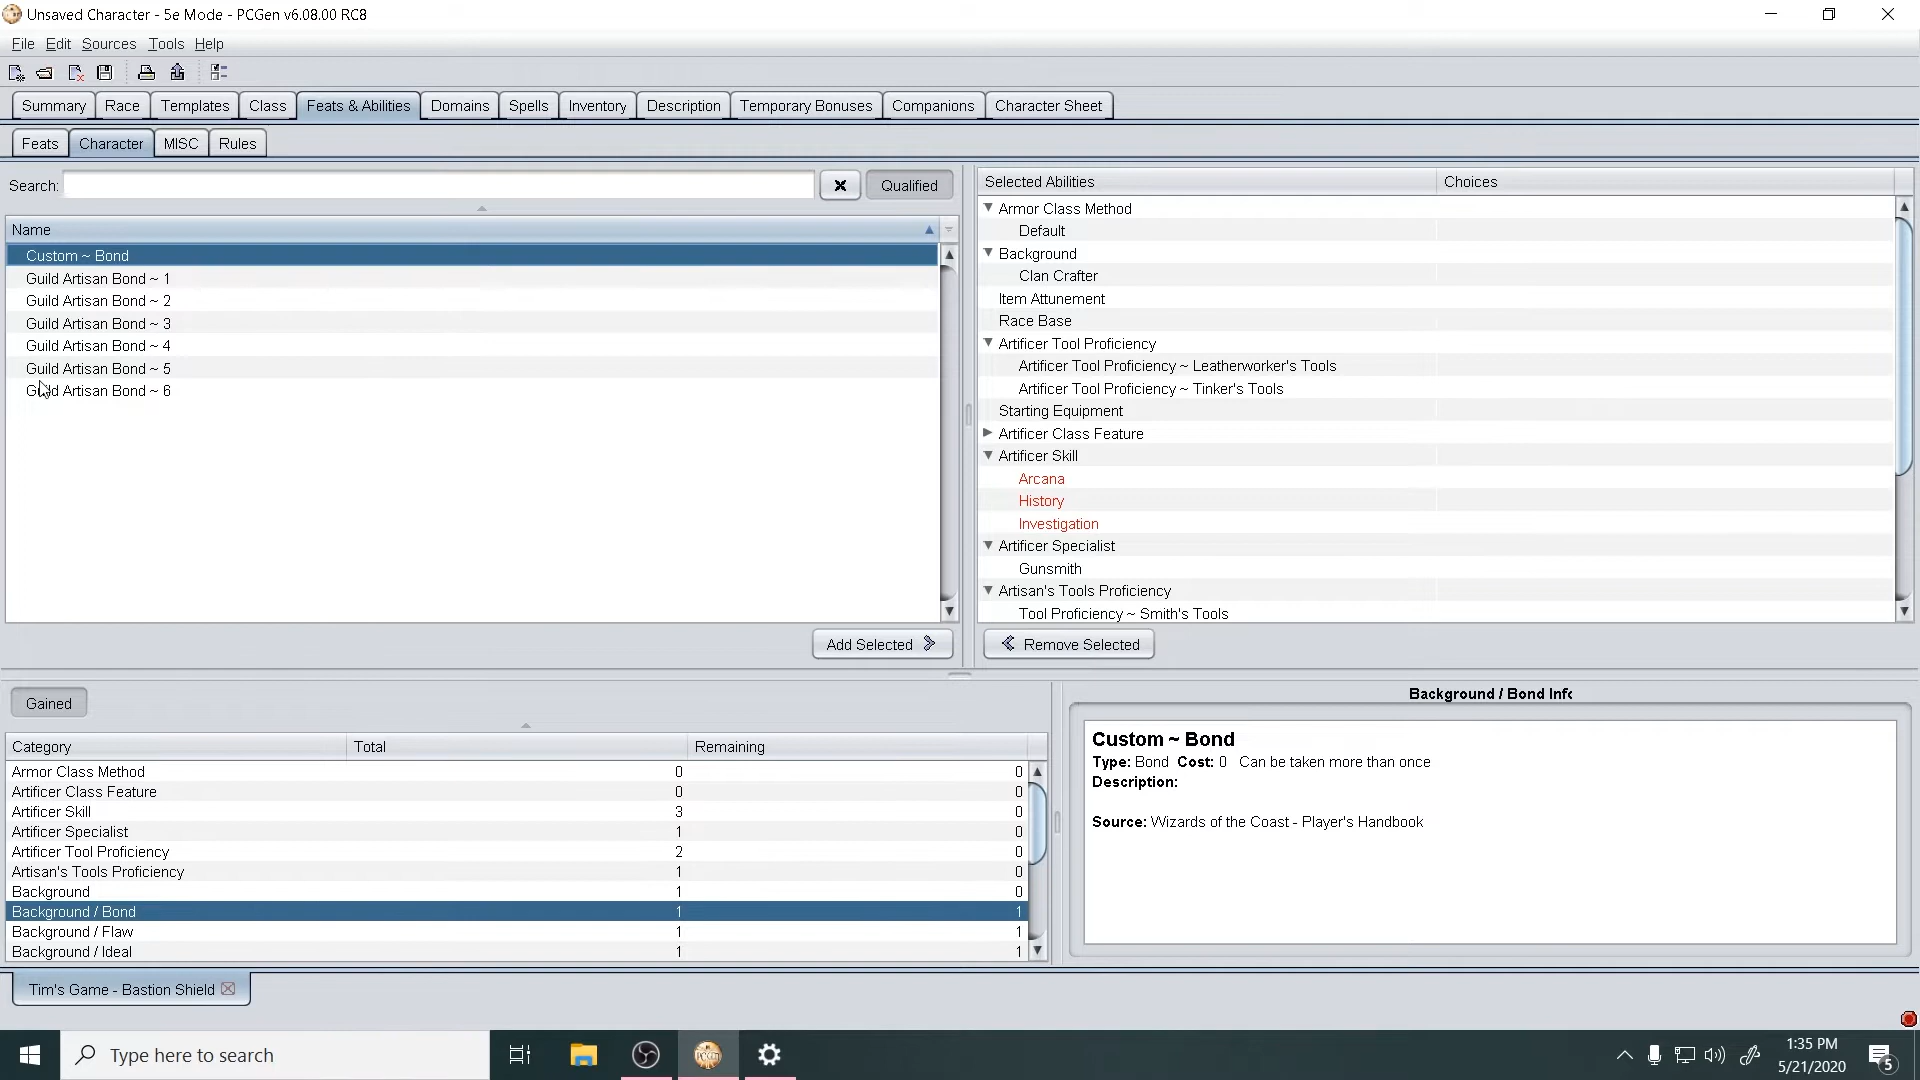 Unsaved Character - 5e Mode - PCGen v6.08.00 RC8
File Edit Sources Tools Help
Summary Race Templates Class Feats & Abilities Domains Spells Inventory Description Temporary Bonuses Companions Character Sheet
Feats Character MISC Rules
Search: Qualified
Name
Custom ~ Bond
Guild Artisan Bond ~ 1
Guild Artisan Bond ~ 2
Guild Artisan Bond ~ 3
Guild Artisan Bond ~ 4
Guild Artisan Bond ~ 5
Guild Artisan Bond ~ 6
Add Selected
Selected Abilities Choices
Armor Class Method
Default
Background
Clan Crafter
Item Attunement
Race Base
Artificer Tool Proficiency
Artificer Tool Proficiency ~ Leatherworker's Tools
Artificer Tool Proficiency ~ Tinker's Tools
Starting Equipment
Artificer Class Feature
Artificer Skill
Arcana
History
Investigation
Artificer Specialist
Gunsmith
Artisan's Tools Proficiency
Tool Proficiency ~ Smith's Tools
Remove Selected
Gained
Category Total Remaining
Armor Class Method 0 0
Artificer Class Feature 0 0
Artificer Skill 3 0
Artificer Specialist 1 0
Artificer Tool Proficiency 2 0
Artisan's Tools Proficiency 1 0
Background 1 0
Background / Bond 1 1
Background / Flaw 1 1
Background / Ideal 1 1
Background / Bond Info
Custom ~ Bond
Type: Bond Cost: 0 Can be taken more than once
Description:
Source: Wizards of the Coast - Player's Handbook
Tim's Game - Bastion Shield
Type here to search
PCGen
1:35 PM
5/21/2020
5